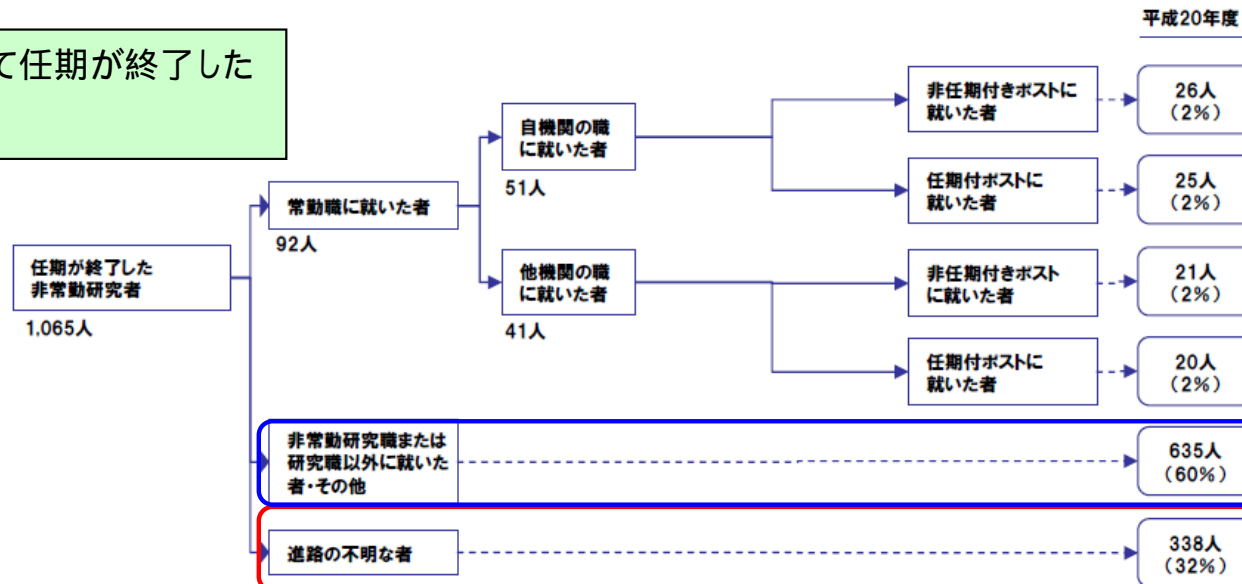 平成20年度
て任期が終了した
非任期付きポストに
就いた者
26人
(2%)
自機関の職
に就いた者
51人
任期付ポストに
就いた者
25人
(2%)
常勤職に就いた者
92人
任期が終了した
非常勤研究者
1,065人
他機関の職
に就いた者
41人
非任期付きポスト
に就いた者
21人
(2%)
任期付ポストに
就いた者
20人
(2%)
非常勤研究職または
研究職以外に就いた
者・その他
635人
(60%)
進路の不明な者
338人
(32%)